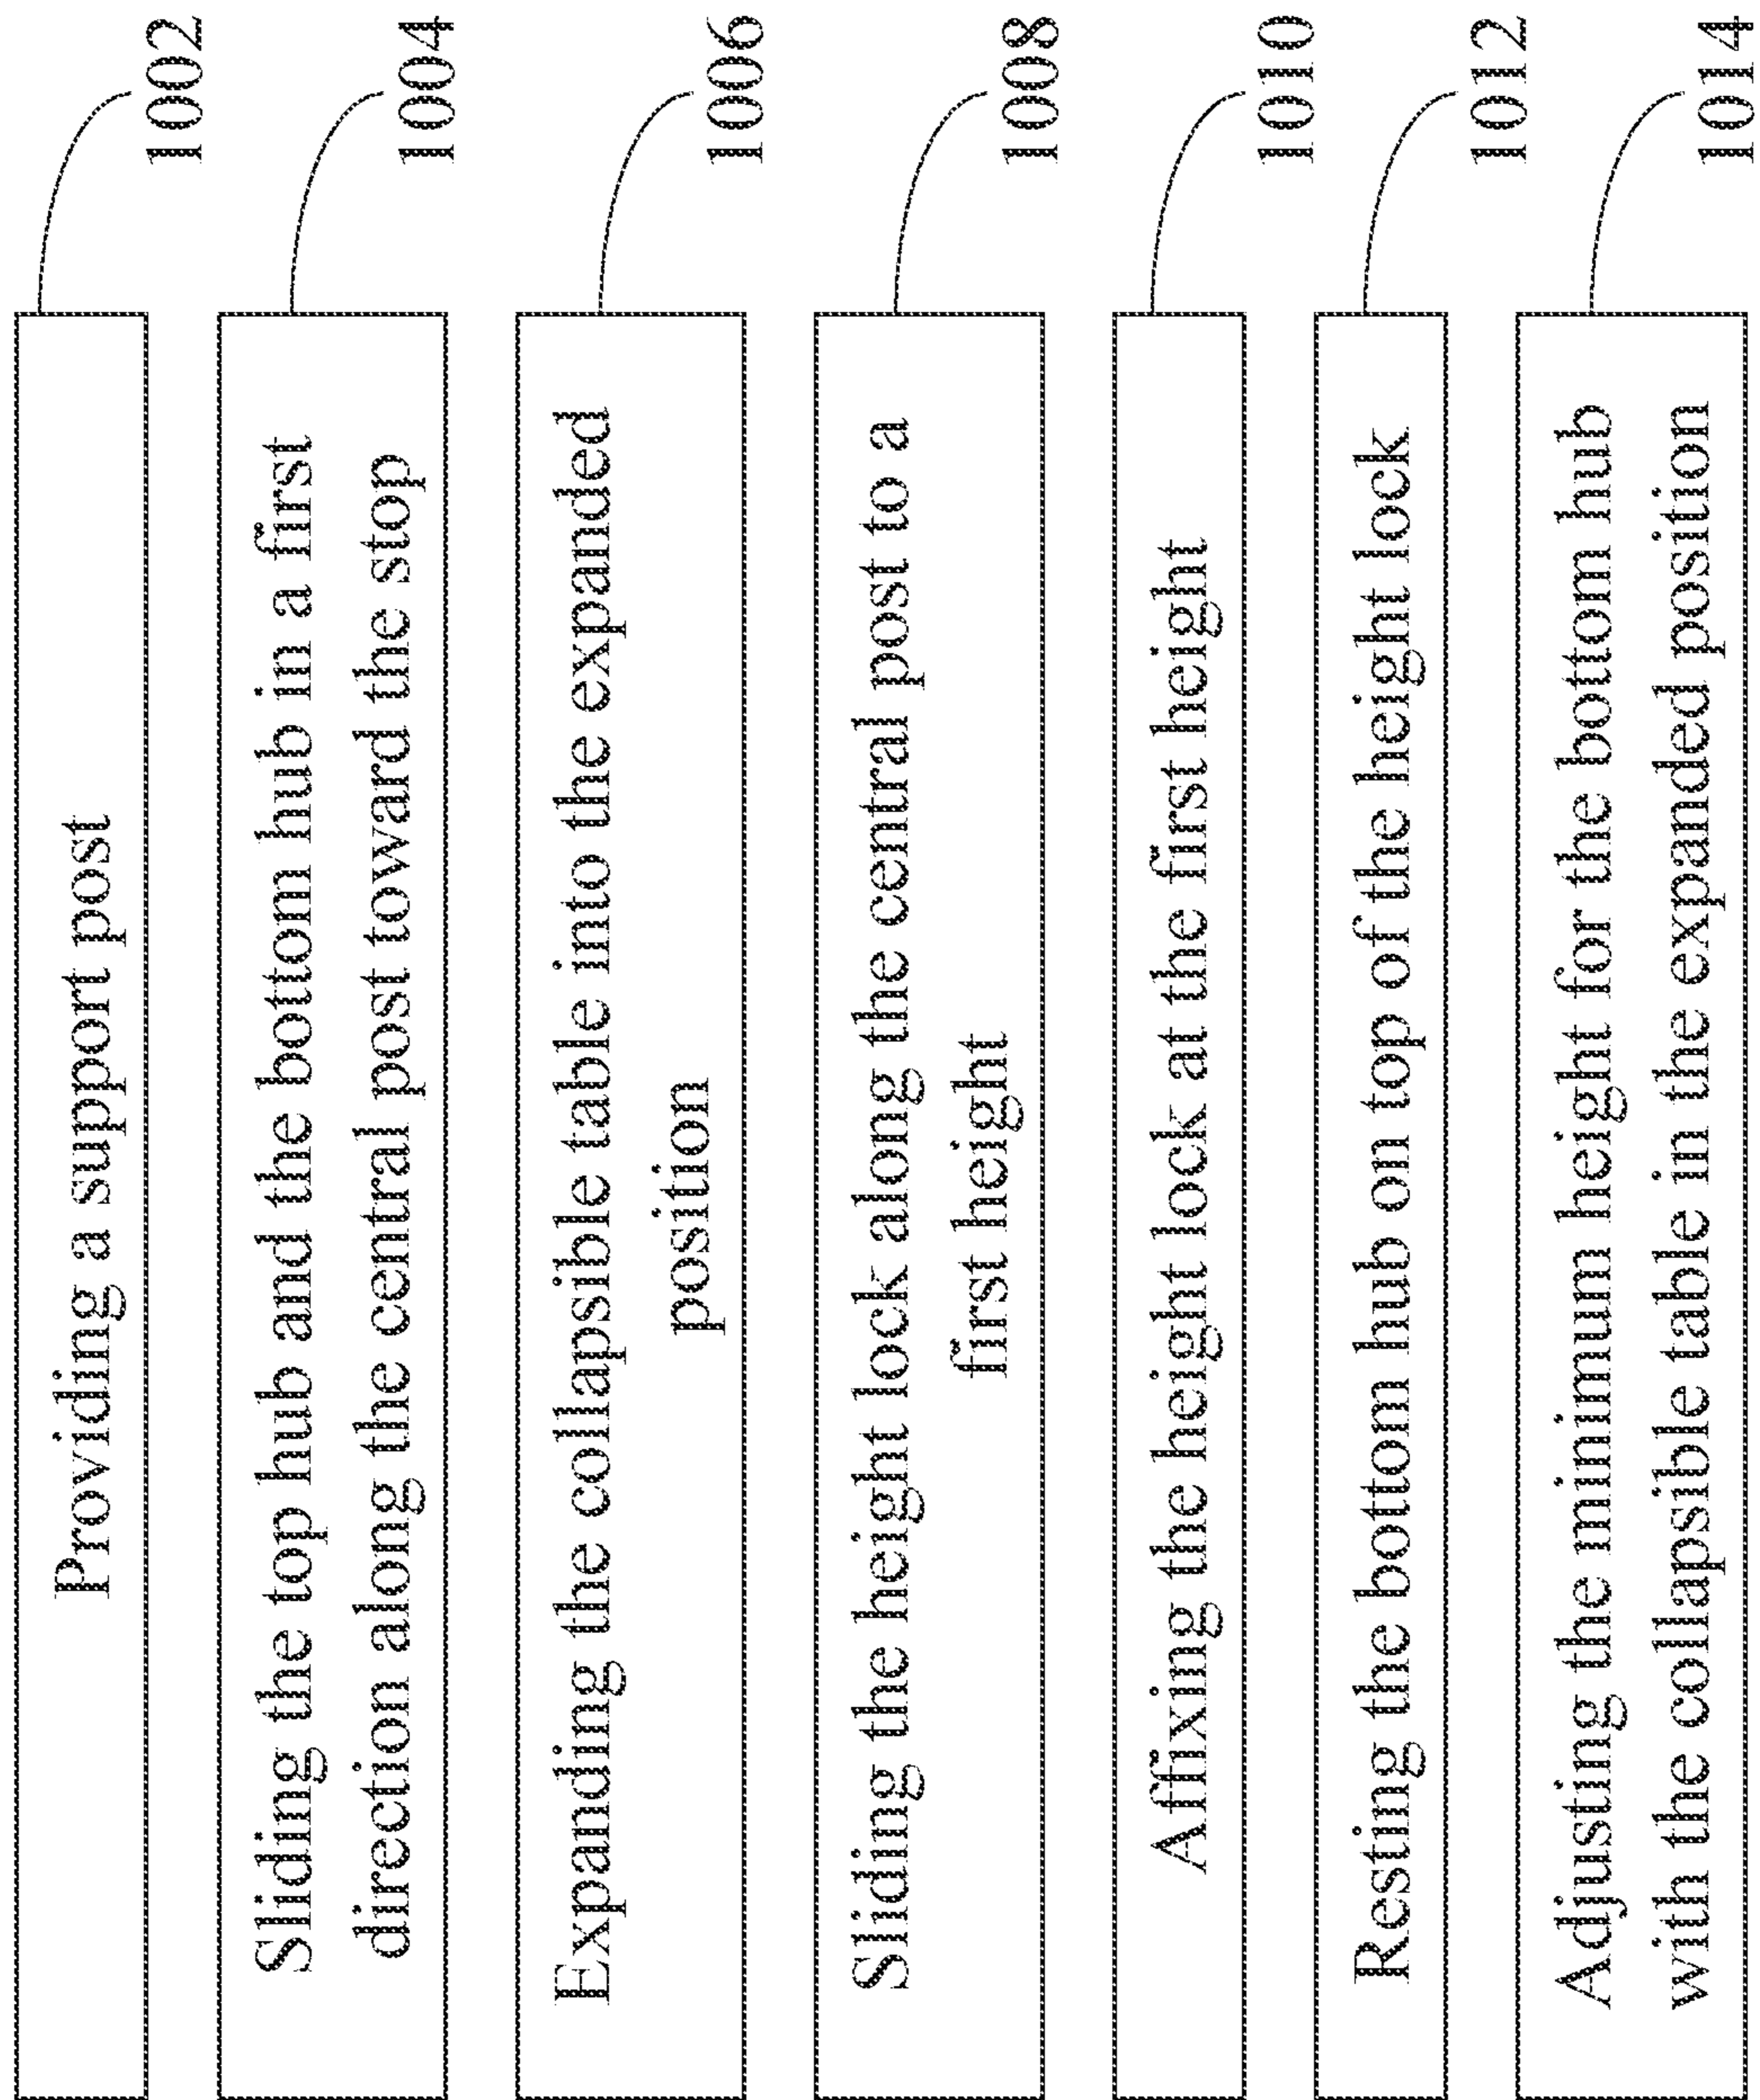 Providing a support post
1002
Sliding the top hub and the bottom hub in a first
direction along the central post toward the stop
1004
Expanding the collapsible table into the expanded
position
1006
Sliding the height lock along the central post to a
first height
1008
Affixing the height lock at the first height
1010
Resting the bottom hub on top of the height lock
1012
Adjusting the minimum height for the bottom hub
with the collapsible table in the expanded position
1014